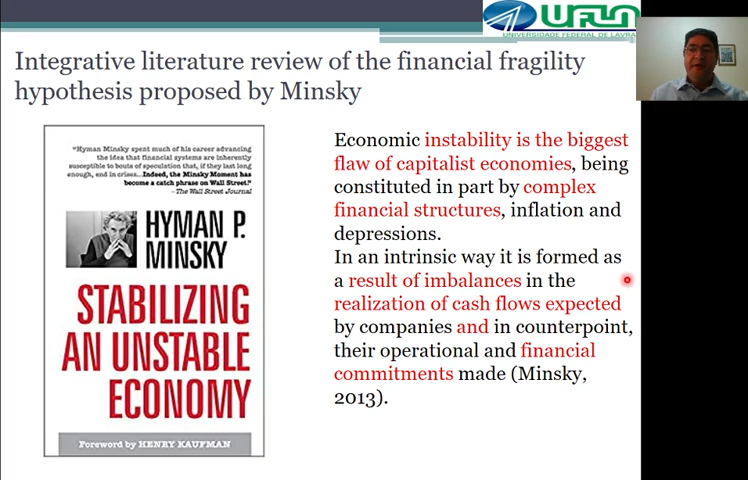 UFLA
UNIVERSIDADE FEDERAL DE LAVRA
Integrative literature review of the financial fragility
hypothesis proposed by Minsky
"Hyman Minsky spent much of his career advancing
the idea that financial systems are inherently
susceptible to bouts of speculation that, if they last long
enough, end in crises...Indeed, the Minsky Moment has
become a catch phrase on Wall Street."
—The Wall Street Journal
HYMAN P.
MINSKY
STABILIZING
AN UNSTABLE
ECONOMY
Foreword by HENRY KAUFMAN
Economic instability is the biggest
flaw of capitalist economies, being
constituted in part by complex
financial structures, inflation and
depressions.
In an intrinsic way it is formed as
a result of imbalances in the
realization of cash flows expected
by companies and in counterpoint,
their operational and financial
commitments made (Minsky,
2013).